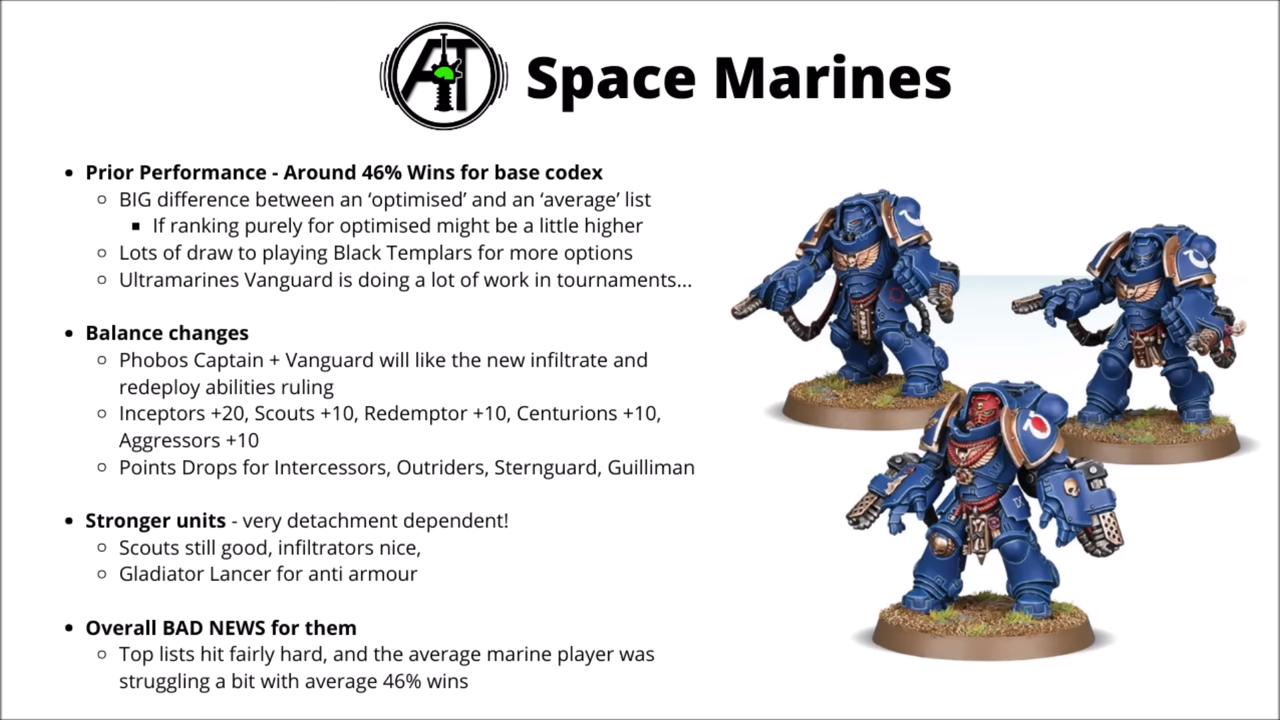 AT
Space Marines
• Prior Performance - Around 46% Wins for base codex
○ BIG difference between an ‘optimised’ and an ‘average’ list
▪ If ranking purely for optimised might be a little higher
○ Lots of draw to playing Black Templars for more options
○ Ultramarines Vanguard is doing a lot of work in tournaments...
• Balance changes
○ Phobos Captain + Vanguard will like the new infiltrate and
redeploy abilities ruling
○ Inceptors +20, Scouts +10, Redemptor +10, Centurions +10,
Aggressors +10
○ Points Drops for Intercessors, Outriders, Sternguard, Guilliman
• Stronger units - very detachment dependent!
○ Scouts still good, infiltrators nice,
○ Gladiator Lancer for anti armour
• Overall BAD NEWS for them
○ Top lists hit fairly hard, and the average marine player was
struggling a bit with average 46% wins